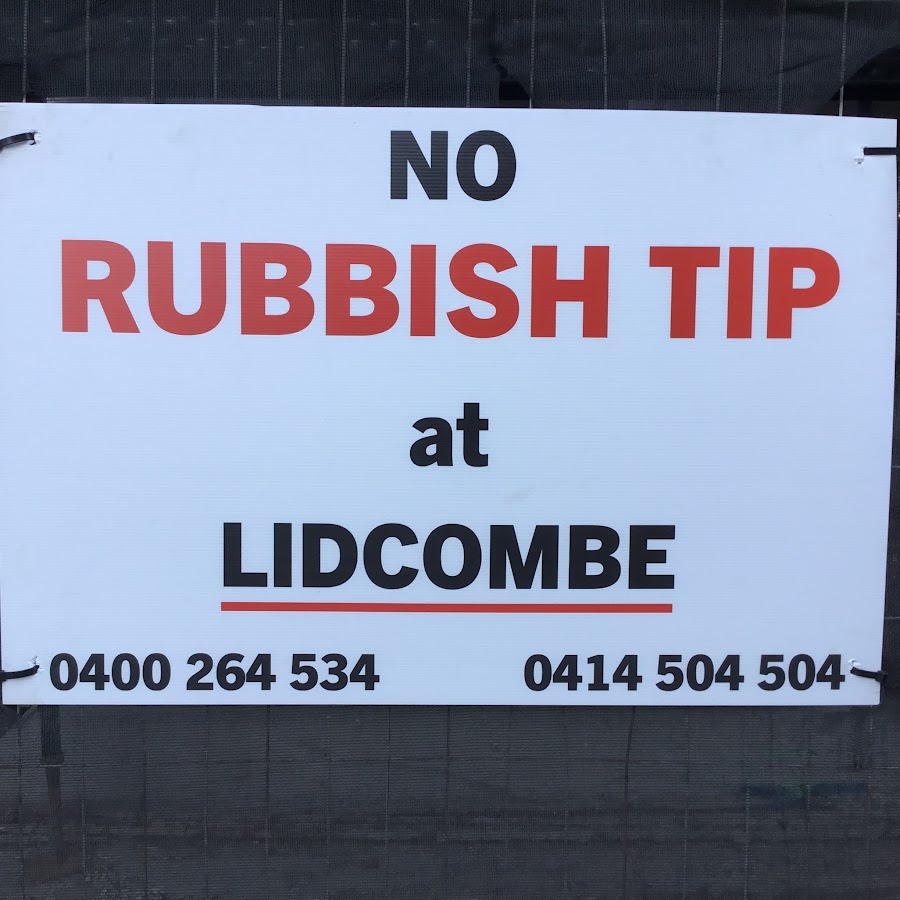 NO
RUBBISH TIP
at
LIDCOMBE
0400 264 534 0414 504 504